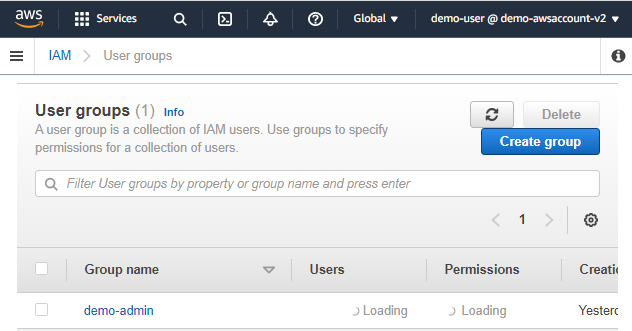 aws Services Global demo-user @ demo-awsaccount-v2
IAM User groups
User groups (1) Info
Delete
A user group is a collection of IAM users. Use groups to specify
permissions for a collection of users.
Create group
Filter User groups by property or group name and press enter
1
Group name Users Permissions Creatio
demo-admin Loading Loading Yesterd